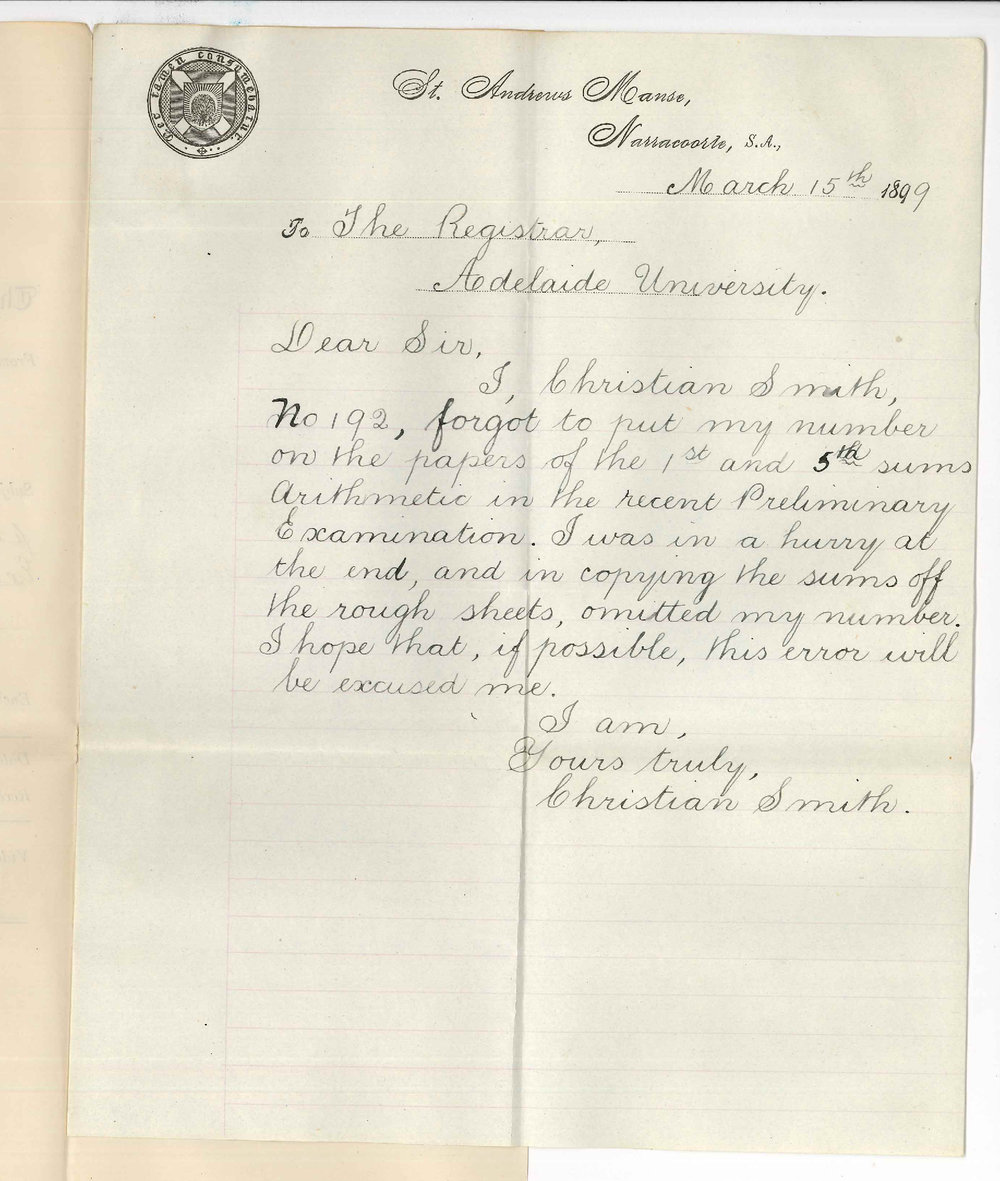 Nec tamen consumebatur
St. Andrews Manse,
Narracoorte, S.A.,
March 15th 1899
To The Registrar,
Adelaide University.
Dear Sir,
I, Christian Smith,
No 192, forgot to put my number
on the papers of the 1st and 5th sums
Arithmetic in the recent Preliminary
Examination. I was in a hurry at
the end, and in copying the sums off
the rough sheets, omitted my number.
I hope that, if possible, this error will
be excused me.
I am,
Yours truly,
Christian Smith.